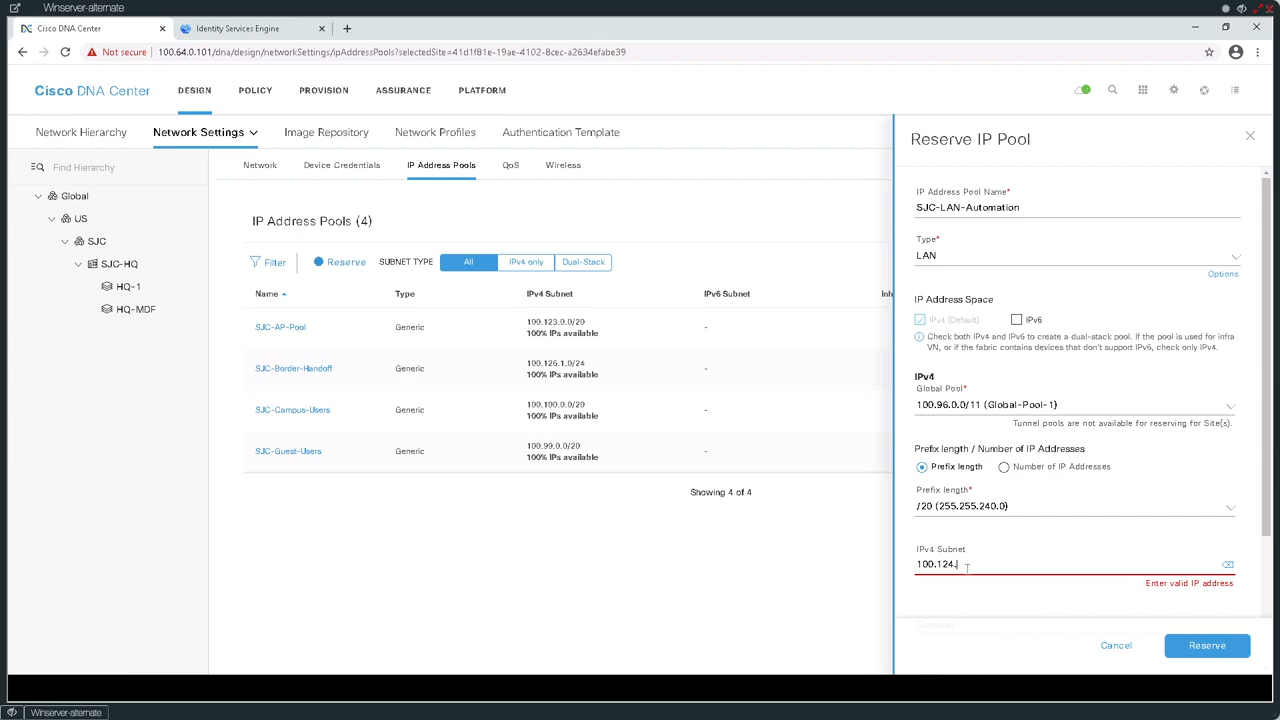 Winserver-alternate
Cisco DNA Center
Identity Services Engine
Not secure
100.64.0.101/dna/design/networkSettings/ipAddressPools?selectedSite=41d1f81e-19ae-4102-8cec-a2634efabe39
Cisco DNA Center
DESIGN
POLICY
PROVISION
ASSURANCE
PLATFORM
Network Hierarchy
Network Settings
Image Repository
Network Profiles
Authentication Template
Find Hierarchy
Global
US
SJC
SJC-HQ
HQ-1
HQ-MDF
Network
Device Credentials
IP Address Pools
QoS
Wireless
IP Address Pools (4)
Filter
Reserve
SUBNET TYPE
All
IPv4 only
Dual-Stack
Name
Type
IPv4 Subnet
IPv6 Subnet
Inh
SJC-AP-Pool
Generic
100.123.0.0/20
100% IPs available
-
SJC-Border-Handoff
Generic
100.126.1.0/24
100% IPs available
-
SJC-Campus-Users
Generic
100.100.0.0/20
100% IPs available
-
SJC-Guest-Users
Generic
100.99.0.0/20
100% IPs available
-
Showing 4 of 4
Reserve IP Pool
IP Address Pool Name*
SJC-LAN-Automation
Type*
LAN
Options
IP Address Space
IPv4 (Default)
IPv6
Check both IPv4 and IPv6 to create a dual-stack pool. If the pool is used for infra
VN, or if the fabric contains devices that don't support IPv6, check only IPv4.
IPv4
Global Pool*
100.96.0.0/11 (Global-Pool-1)
Tunnel pools are not available for reserving for Site(s).
Prefix length / Number of IP Addresses
Prefix length
Number of IP Addresses
Prefix length*
/20 (255.255.240.0)
IPv4 Subnet
100.124.
Enter valid IP address
Gateway
Cancel
Reserve
Winserver-alternate